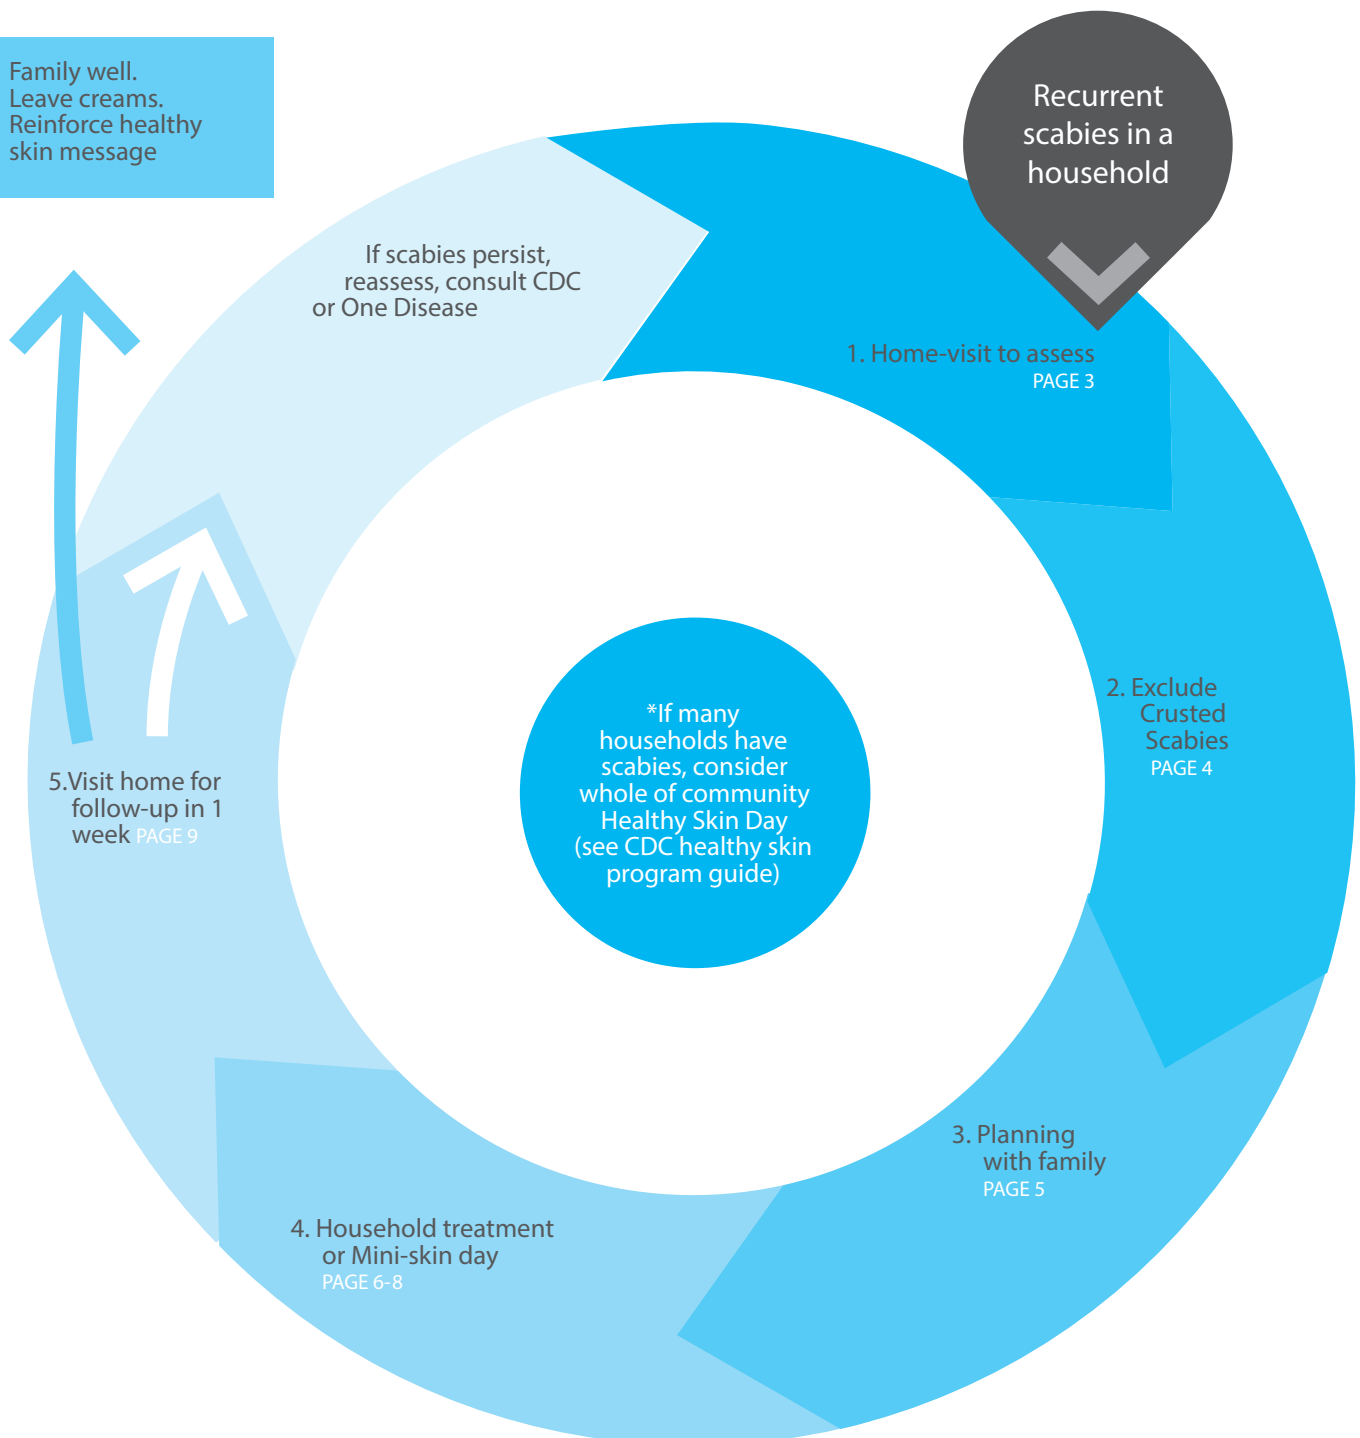 Family well.
Leave creams.
Reinforce healthy
skin message
Recurrent
scabies in a
household
If scabies persist,
reassess, consult CDC
or One Disease
1. Home-visit to assess
PAGE 3
2. Exclude
Crusted
Scabies
PAGE 4
*If many
households have
scabies, consider
whole of community
Healthy Skin Day
(see CDC healthy skin
program guide)
5.Visit home for
follow-up in 1
week PAGE 9
3. Planning
with family
PAGE 5
4. Household treatment
or Mini-skin day
PAGE 6-8